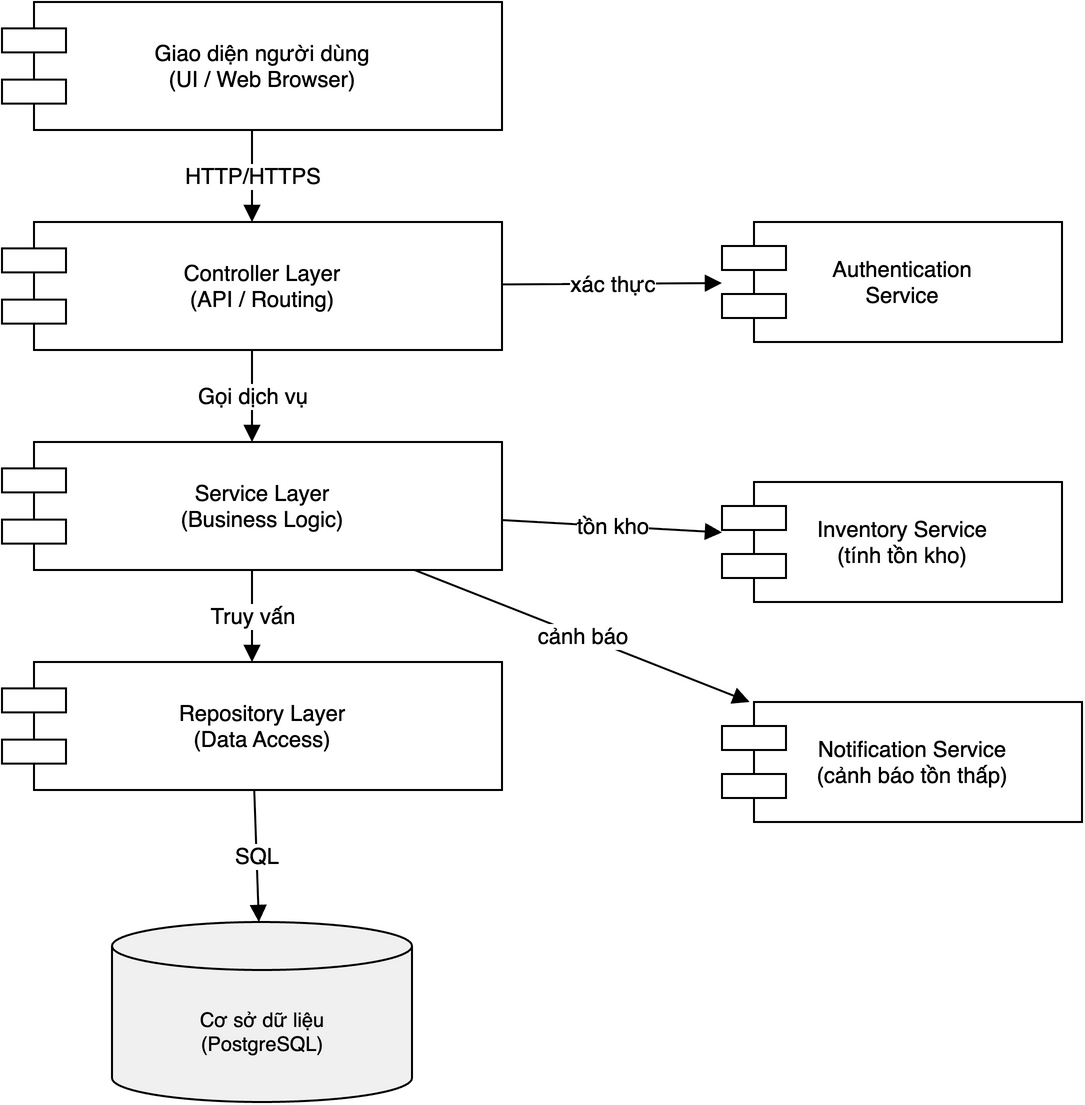 Giao diện người dùng
(UI / Web Browser)
HTTP/HTTPS
Controller Layer
(API / Routing)
xác thực
Authentication
Service
Gọi dịch vụ
Service Layer
(Business Logic)
tồn kho
Inventory Service
(tính tồn kho)
Truy vấn
cảnh báo
Repository Layer
(Data Access)
Notification Service
(cảnh báo tồn thấp)
SQL
Cơ sở dữ liệu
(PostgreSQL)